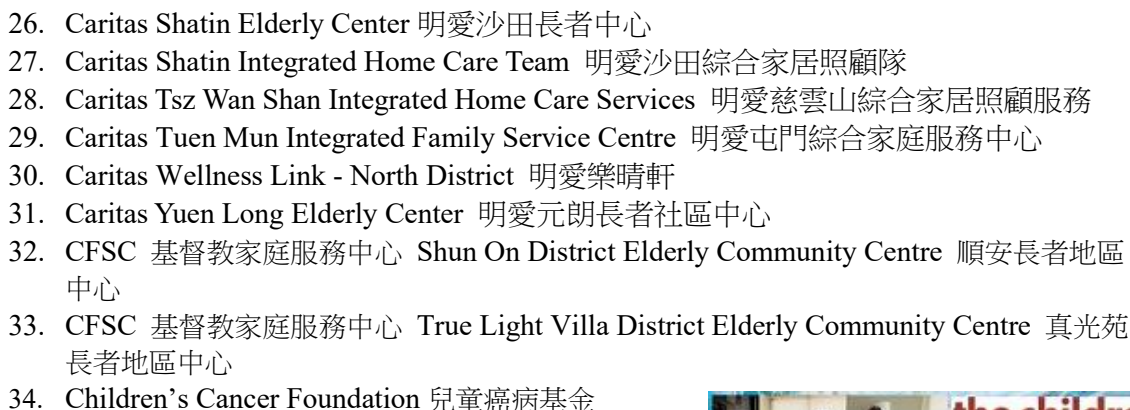 26. Caritas Shatin Elderly Center 明愛沙田長者中心
27. Caritas Shatin Integrated Home Care Team 明愛沙田綜合家居照顧隊
28. Caritas Tsz Wan Shan Integrated Home Care Services 明愛慈雲山綜合家居照顧服務
29. Caritas Tuen Mun Integrated Family Service Centre 明愛屯門綜合家庭服務中心
30. Caritas Wellness Link - North District 明愛樂晴軒
31. Caritas Yuen Long Elderly Center 明愛元朗長者社區中心
32. CFSC 基督教家庭服務中心 Shun On District Elderly Community Centre 順安長者地區
中心
33. CFSC 基督教家庭服務中心 True Light Villa District Elderly Community Centre 真光苑
長者地區中心
34. Children’s Cancer Foundation 兒童癌病基金